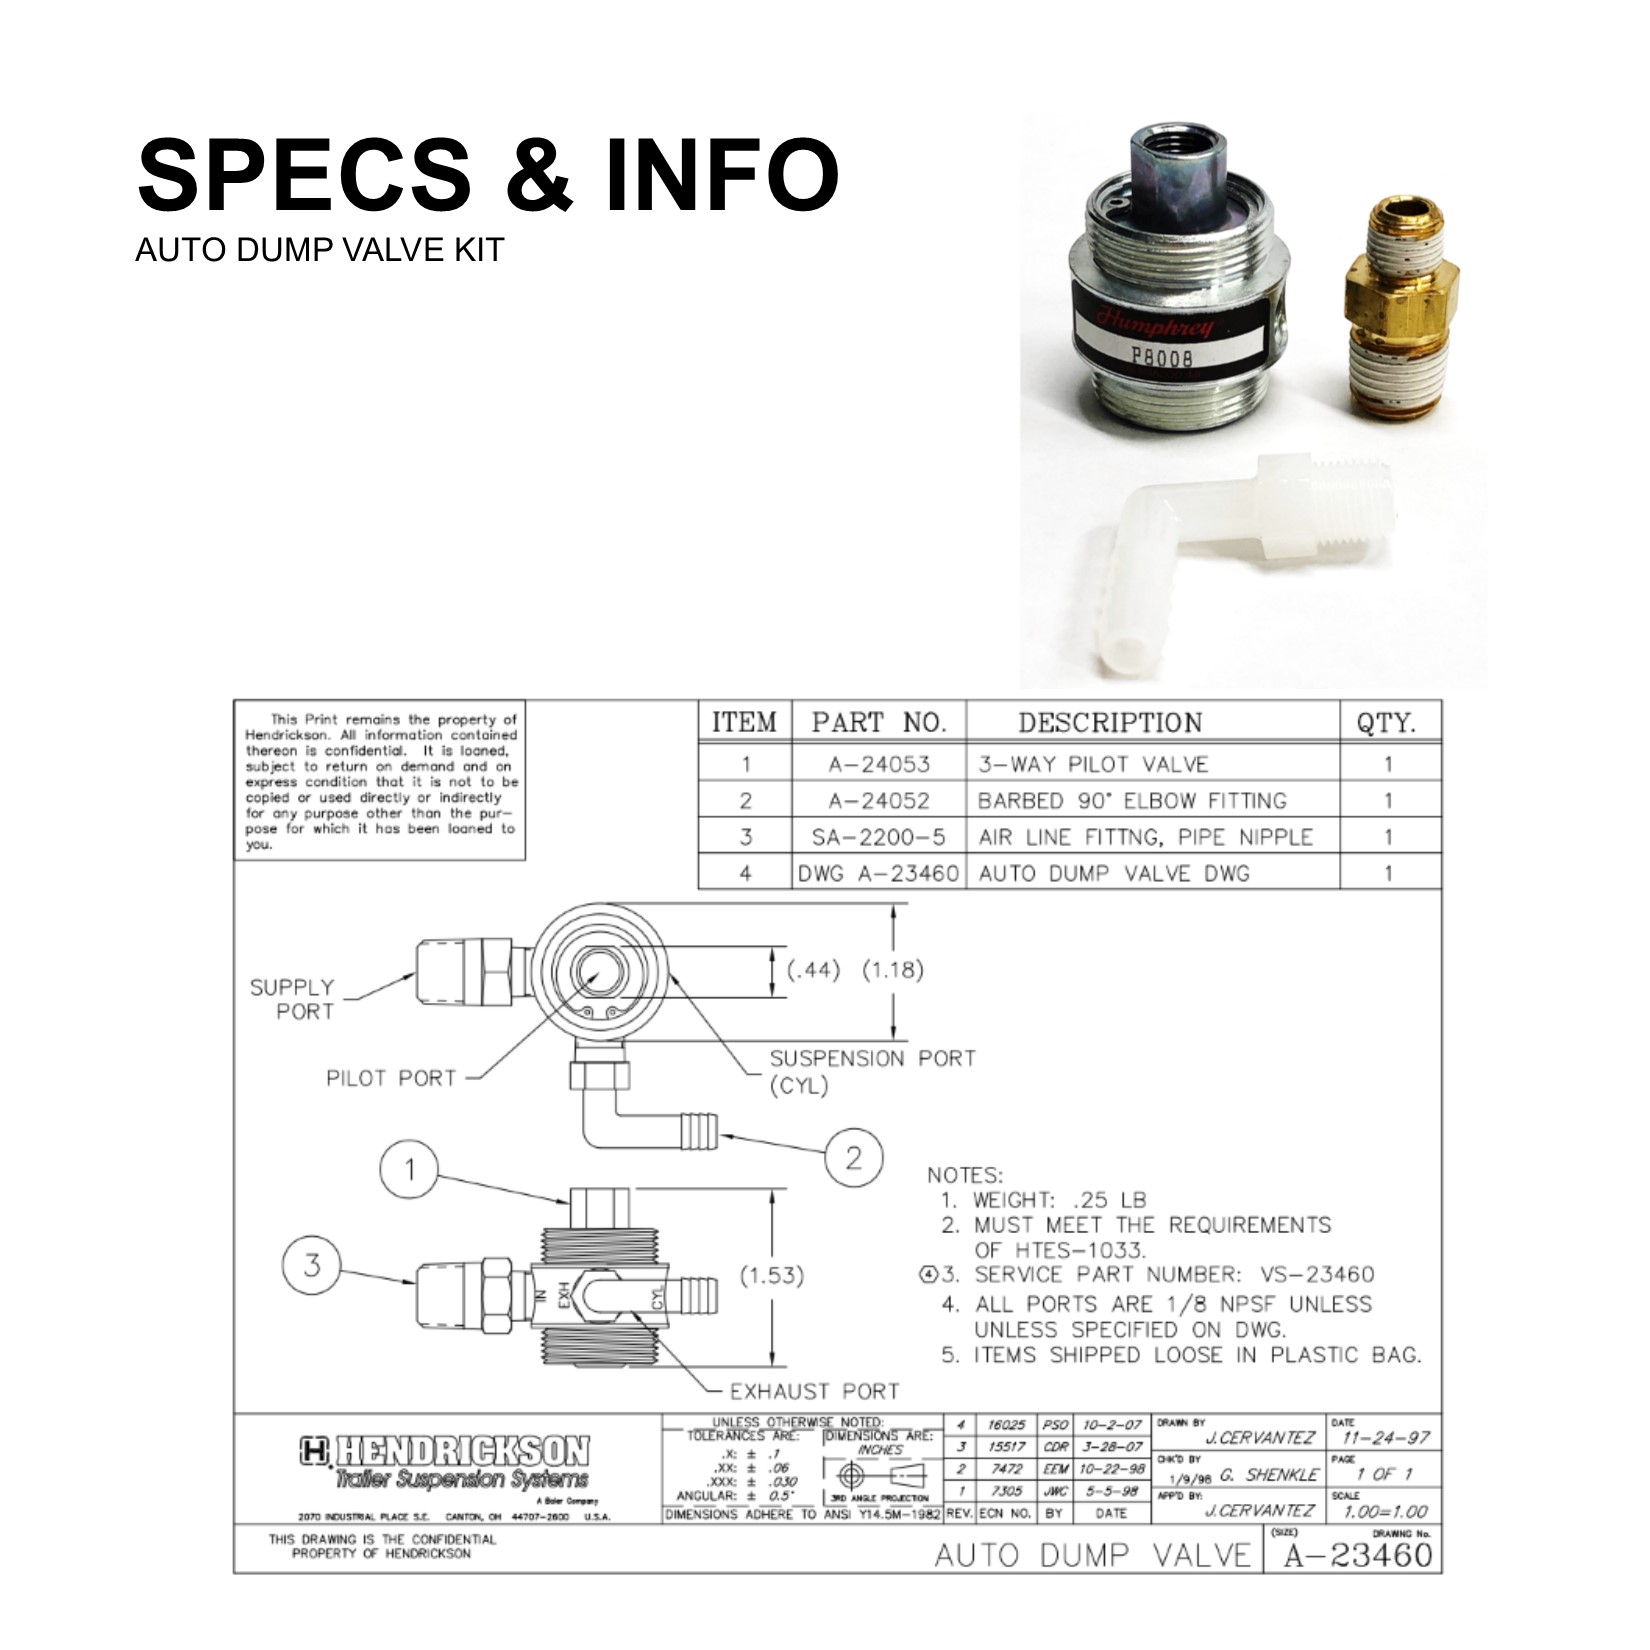 SPECS & INFO
AUTO DUMP VALVE KIT
Humphrey
P8008
This Print remains the property of
Hendrickson. All information contained
thereon is confidential. It is loaned,
subject to return on demand and on
express condition that it is not to be
copied or used directly or indirectly
for any purpose other than the pur-
pose for which it has been loaned to
you.
ITEM PART NO. DESCRIPTION QTY.
1 A-24053 3-WAY PILOT VALVE 1
2 A-24052 BARBED 90° ELBOW FITTING 1
3 SA-2200-5 AIR LINE FITTNG, PIPE NIPPLE 1
4 DWG A-23460 AUTO DUMP VALVE DWG 1
(.44) (1.18)
SUPPLY
PORT
PILOT PORT
SUSPENSION PORT
(CYL)
1
2
3
IN
EXH
CYL
(1.53)
EXHAUST PORT
NOTES:
1. WEIGHT: .25 LB
2. MUST MEET THE REQUIREMENTS
OF HTES-1033.
4 3. SERVICE PART NUMBER: VS-23460
4. ALL PORTS ARE 1/8 NPSF UNLESS
UNLESS SPECIFIED ON DWG.
5. ITEMS SHIPPED LOOSE IN PLASTIC BAG.
H HENDRICKSON
Trailer Suspension Systems
A Boler Company
2070 INDUSTRIAL PLACE S.E. CANTON, OH 44707-2600 U.S.A.
THIS DRAWING IS THE CONFIDENTIAL
PROPERTY OF HENDRICKSON
UNLESS OTHERWISE NOTED:
TOLERANCES ARE:
.X: ± .1
.XX: ± .06
.XXX: ± .030
ANGULAR: ± 0.5°
DIMENSIONS ARE:
INCHES
3RD ANGLE PROJECTION
DIMENSIONS ADHERE TO ANSI Y14.5M-1982
4 16025 PSO 10-2-07
3 15517 CDR 3-28-07
2 7472 EEM 10-22-98
1 7305 JWC 5-5-98
REV. ECN NO. BY DATE
DRAWN BY
J.CERVANTEZ
CHK'D BY
1/9/98 G. SHENKLE
APP'D BY:
J.CERVANTEZ
DATE
11-24-97
PAGE
1 OF 1
SCALE
1.00=1.00
AUTO DUMP VALVE
(SIZE)
DRAWING No.
A-23460